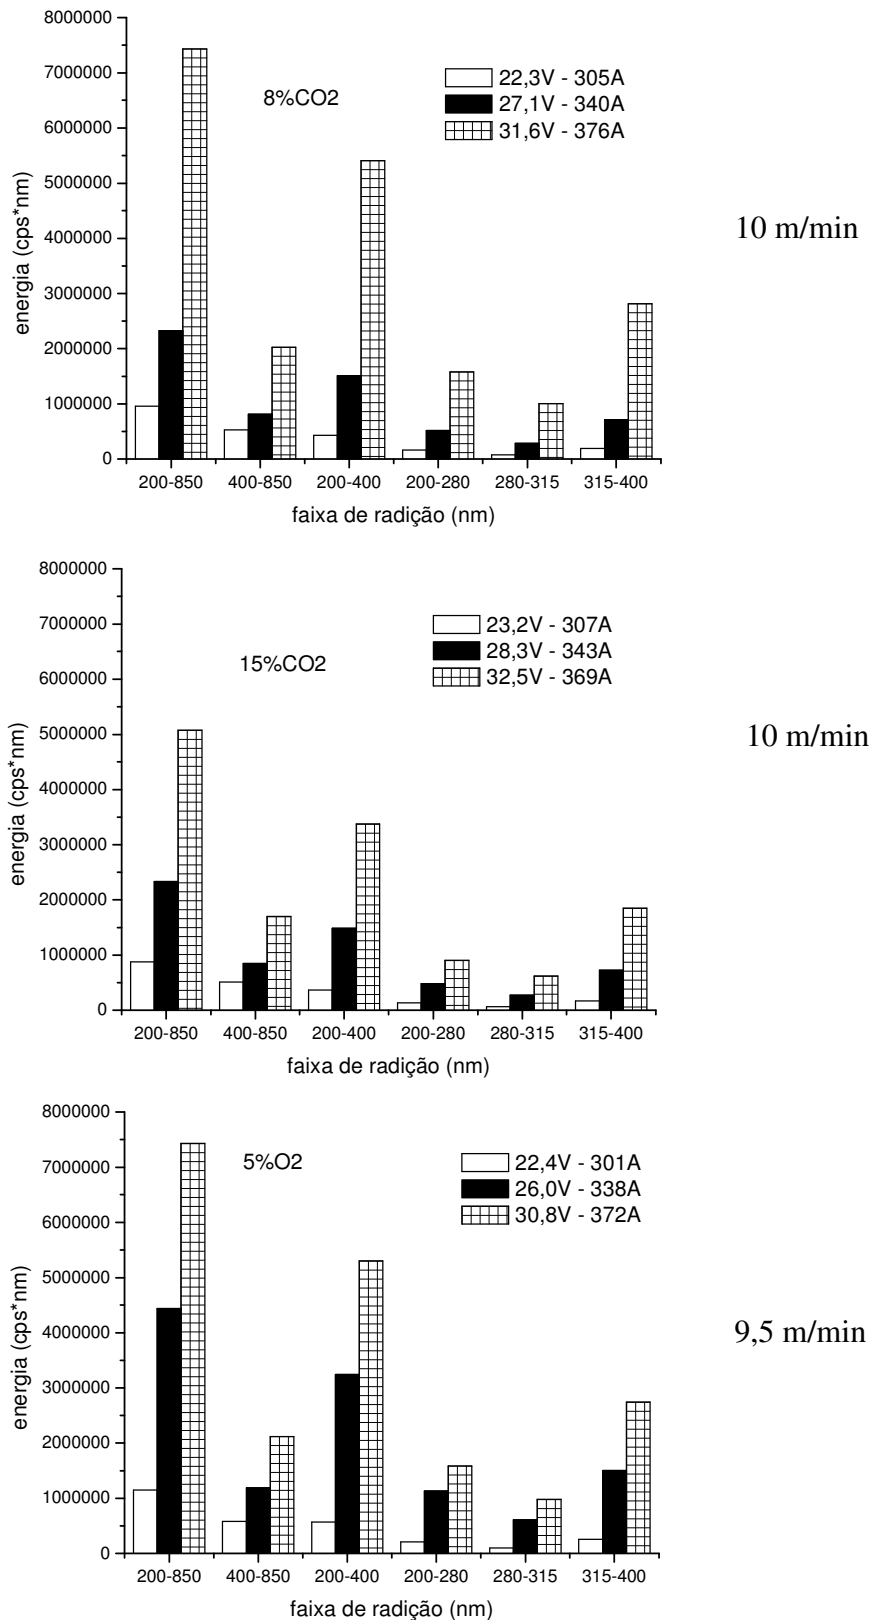 8000000
7000000
6000000
5000000
4000000
3000000
2000000
1000000
0
energia (cps*nm)
8%CO2
22,3V - 305A
27,1V - 340A
31,6V - 376A
10 m/min
200-850 400-850 200-400 200-280 280-315 315-400
faixa de radição (nm)
8000000
7000000
6000000
5000000
4000000
3000000
2000000
1000000
0
energia (cps*nm)
15%CO2
23,2V - 307A
28,3V - 343A
32,5V - 369A
10 m/min
200-850 400-850 200-400 200-280 280-315 315-400
faixa de radição (nm)
8000000
7000000
6000000
5000000
4000000
3000000
2000000
1000000
0
energia (cps*nm)
5%O2
22,4V - 301A
26,0V - 338A
30,8V - 372A
9,5 m/min
200-850 400-850 200-400 200-280 280-315 315-400
faixa de radição (nm)